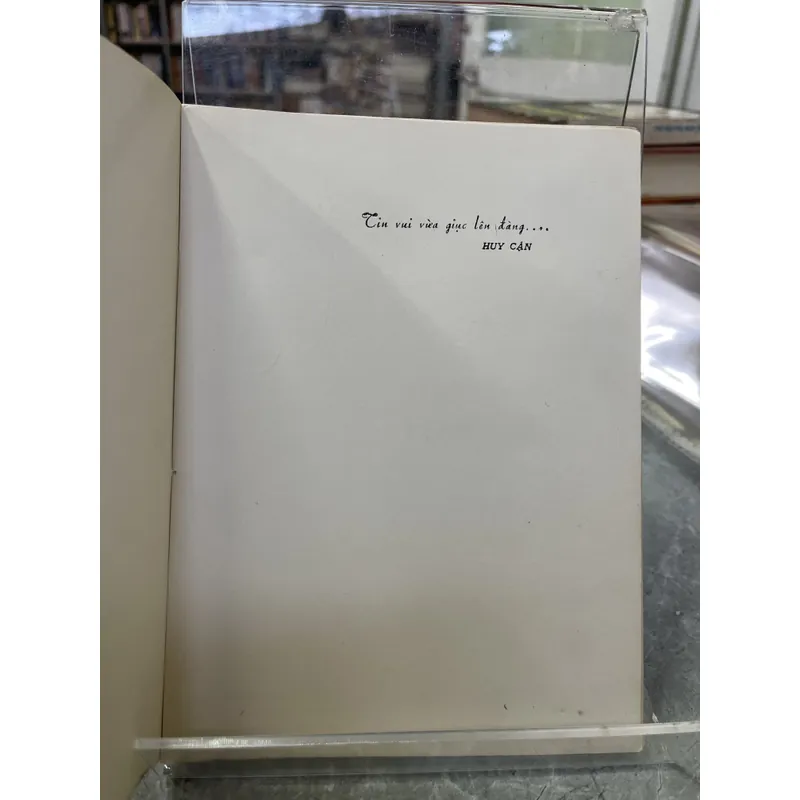 Tin vui vừa giục lên đàng....
HUY CẬN